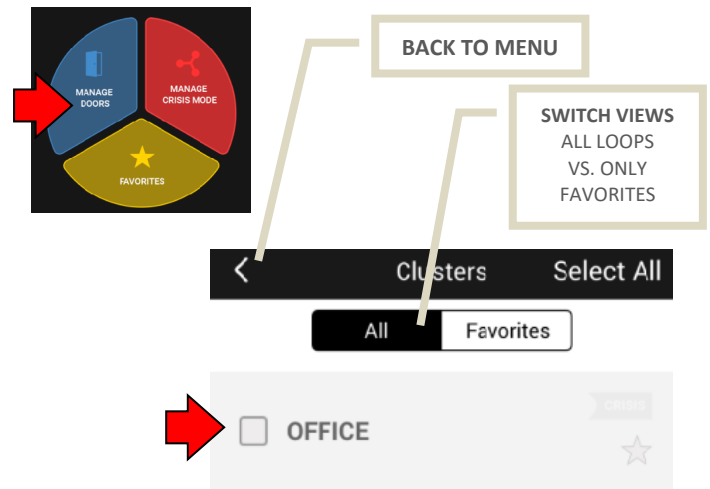 MANAGE
DOORS
MANAGE
CRISIS MODE
FAVORITES
BACK TO MENU
SWITCH VIEWS
ALL LOOPS
VS. ONLY
FAVORITES
Clusters
Select All
All
Favorites
CRISIS
OFFICE